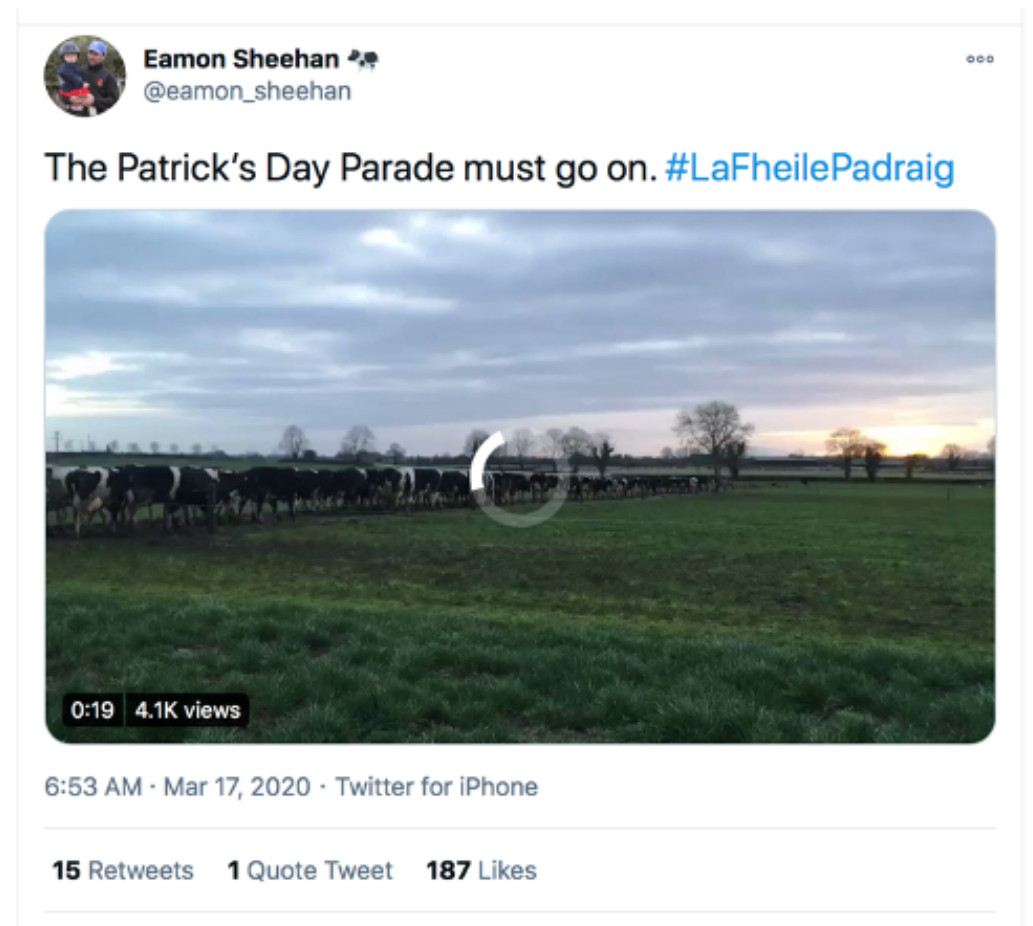 Eamon Sheehan
@eamon_sheehan
The Patrick's Day Parade must go on. #LaFheilePadraig
0:19 4.1K views
6:53 AM · Mar 17, 2020 · Twitter for iPhone
15 Retweets 1 Quote Tweet 187 Likes